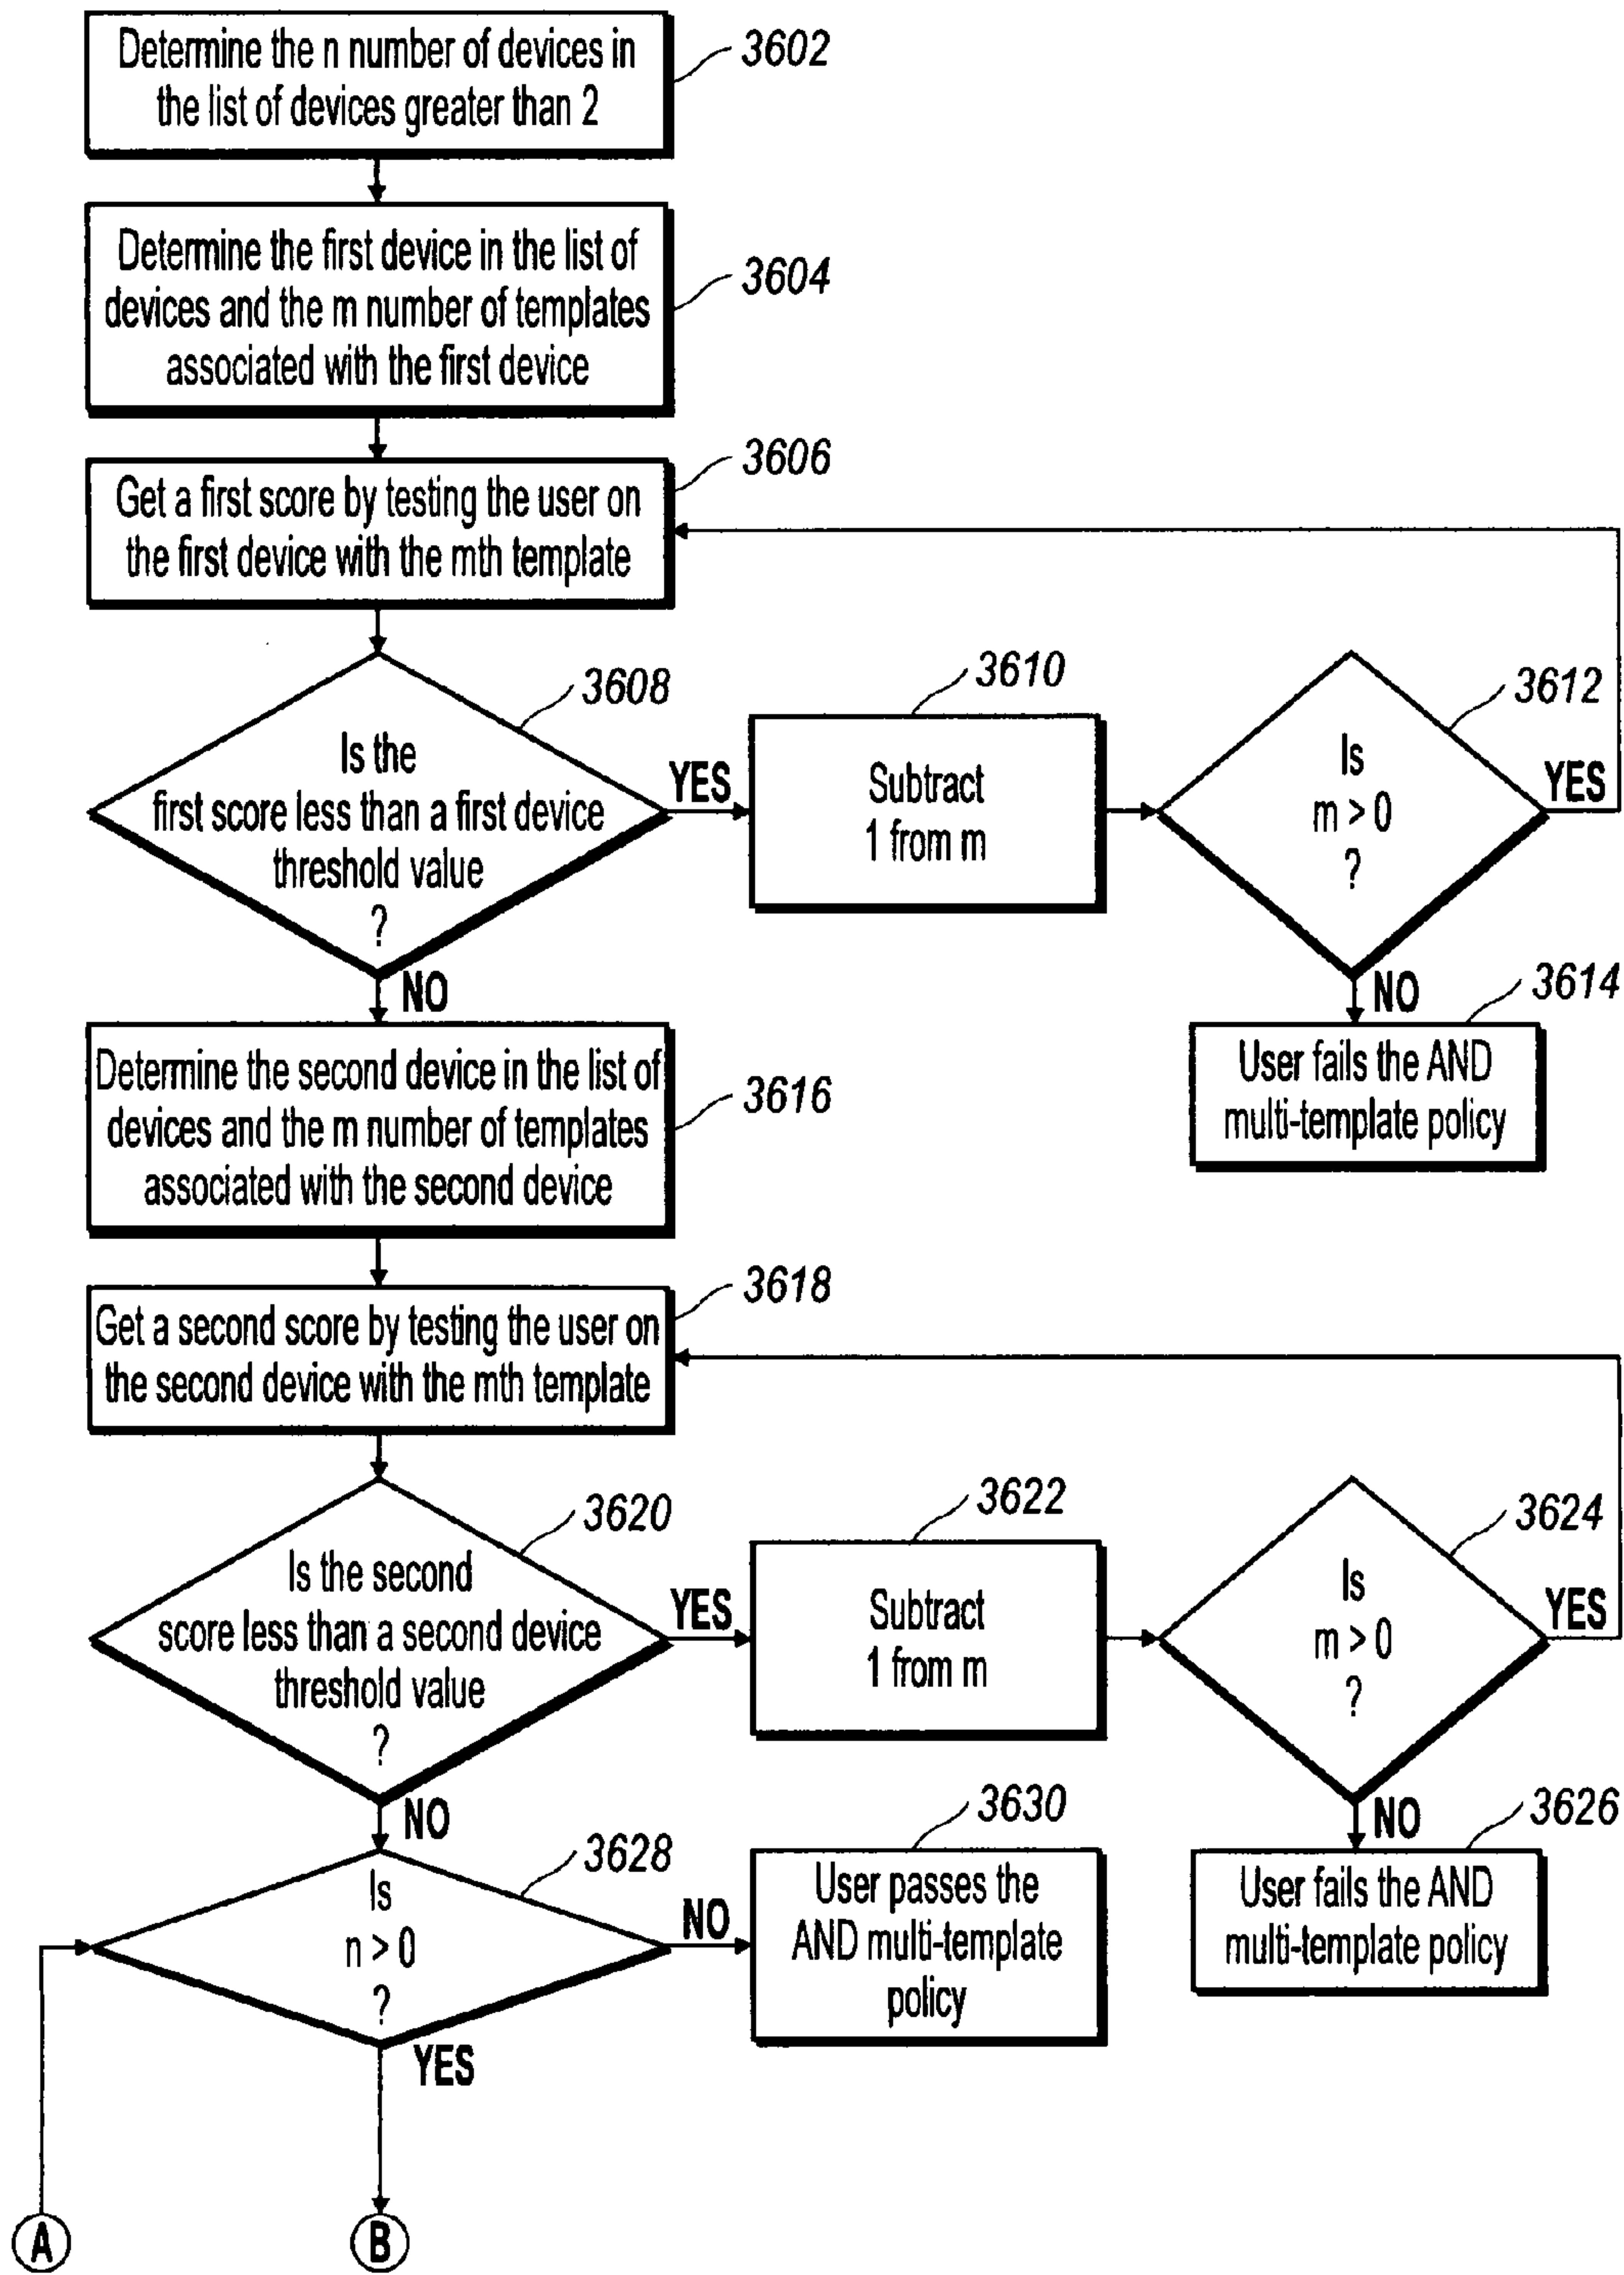 Determine the n number of devices in
the list of devices greater than 2
3602
Determine the first device in the list of
devices and the m number of templates
associated with the first device
3604
Get a first score by testing the user on
the first device with the mth template
3606
Is the
first score less than a first device
threshold value
?
3608
YES
NO
Subtract
1 from m
3610
Is
m > 0
?
3612
YES
NO
User fails the AND
multi-template policy
3614
Determine the second device in the list of
devices and the m number of templates
associated with the second device
3616
Get a second score by testing the user on
the second device with the mth template
3618
Is the second
score less than a second device
threshold value
?
3620
YES
NO
Subtract
1 from m
3622
Is
m > 0
?
3624
YES
NO
User fails the AND
multi-template policy
3626
Is
n > 0
?
3628
NO
YES
User passes the
AND multi-template
policy
3630
A
B